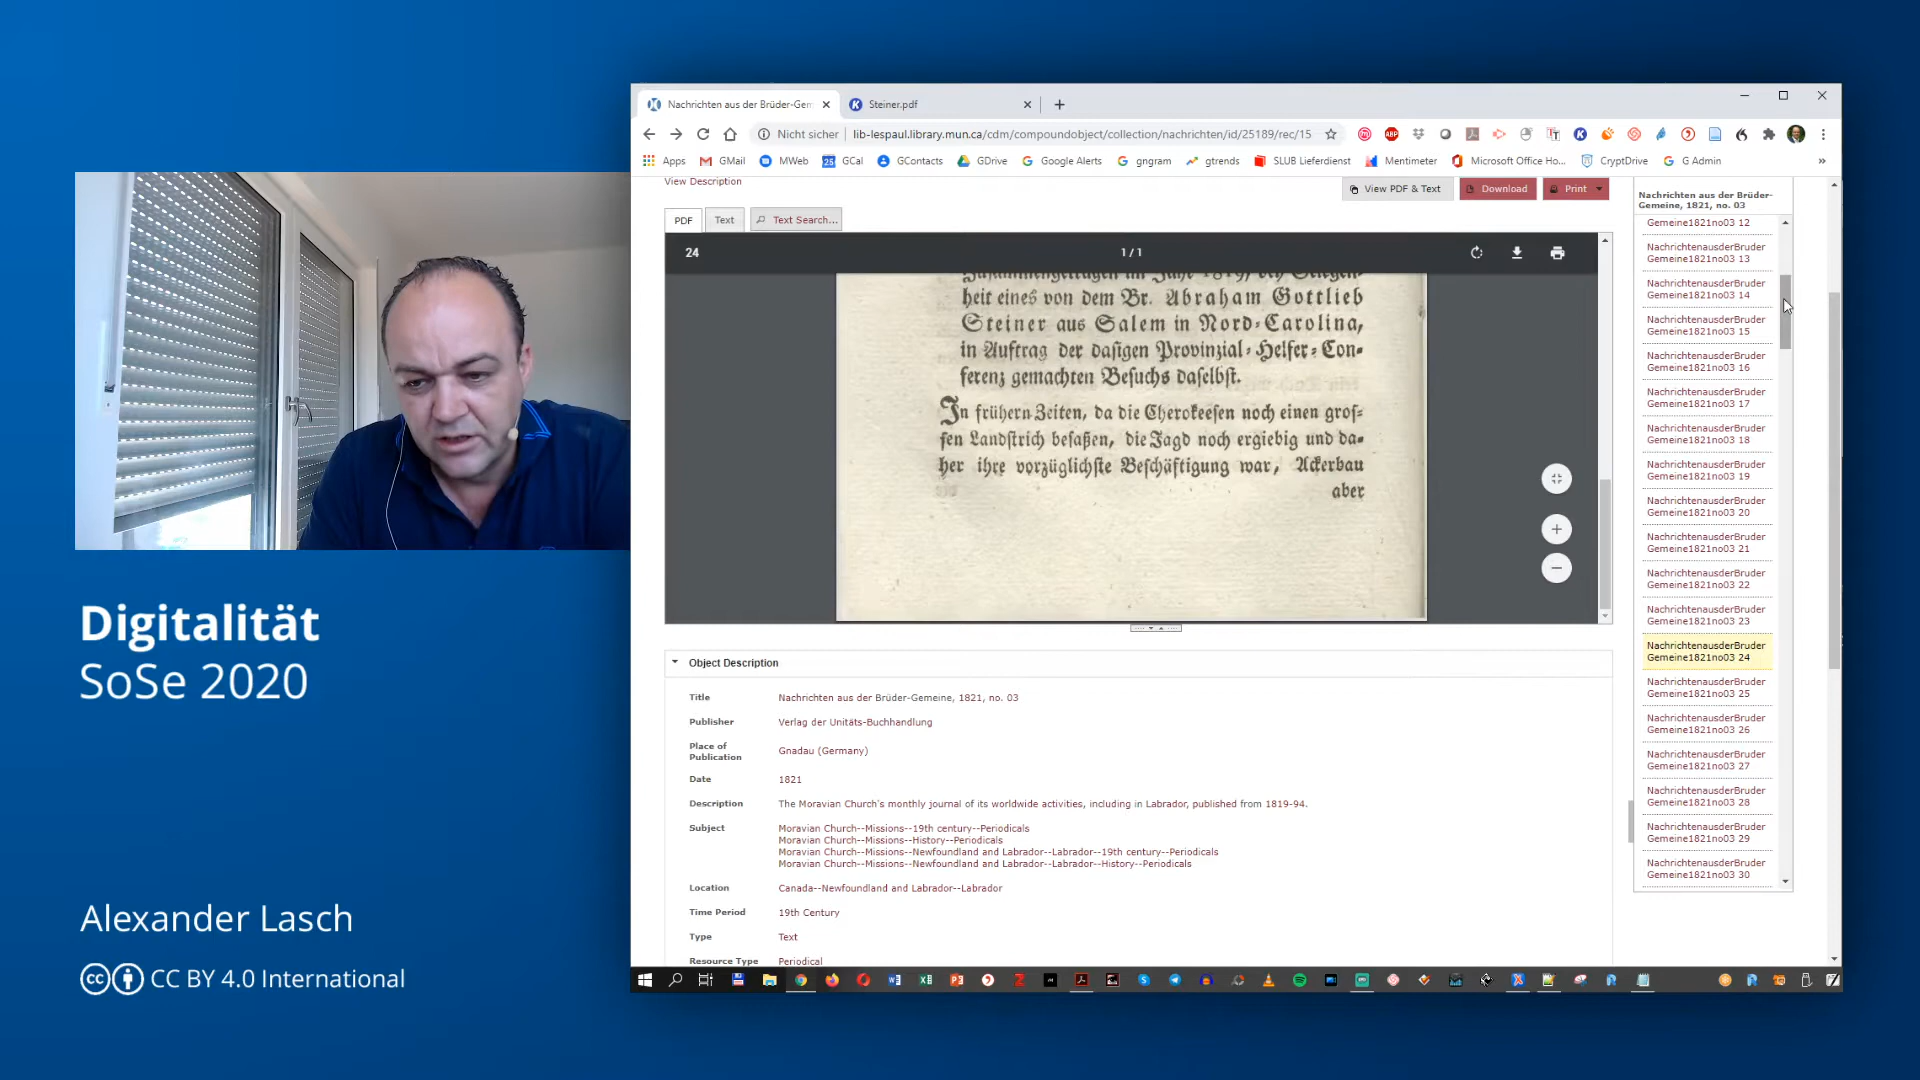 Nachrichten aus der Brüder-Gem
Steiner.pdf
Nicht sicher
lib-lespaul.library.mun.ca/cdm/compoundobject/collection/nachrichten/id/25189/rec/15
Apps
GMail
MWeb
GCal
GContacts
GDrive
Google Alerts
gngram
gtrends
SLUB Lieferdienst
Mentimeter
Microsoft Office Ho...
CryptDrive
G Admin
»
View Description
View PDF & Text
Download
Print
PDF
Text
Text Search...
24
1 / 1
zusammengetragen im Jahr 1819, bey Gelegen-
heit eines von dem Br. Abraham Gottlieb
Steiner aus Salem in Nord-Carolina,
in Auftrag der dasigen Provinzial-Helfer-Con-
ferenz gemachten Besuchs daselbst.
In frühern Zeiten, da die Cherokeesen noch einen gros-
sen Landstrich besaßen, die Jagd noch ergiebig und da-
her ihre vorzüglichste Beschäftigung war, Ackerbau
aber
Object Description
Title Nachrichten aus der Brüder-Gemeine, 1821, no. 03
Publisher Verlag der Unitäts-Buchhandlung
Place of
Publication Gnadau (Germany)
Date 1821
Description The Moravian Church's monthly journal of its worldwide activities, including in Labrador, published from 1819-94.
Subject Moravian Church--Missions--19th century--Periodicals
Moravian Church--Missions--History--Periodicals
Moravian Church--Missions--Newfoundland and Labrador--Labrador--19th century--Periodicals
Moravian Church--Missions--Newfoundland and Labrador--Labrador--History--Periodicals
Location Canada--Newfoundland and Labrador--Labrador
Time Period 19th Century
Type Text
Resource Type Periodical
Nachrichten aus der Brüder-
Gemeine, 1821, no. 03
Gemeine1821no03 12
NachrichtenausderBruder
Gemeine1821no03 13
NachrichtenausderBruder
Gemeine1821no03 14
NachrichtenausderBruder
Gemeine1821no03 15
NachrichtenausderBruder
Gemeine1821no03 16
NachrichtenausderBruder
Gemeine1821no03 17
NachrichtenausderBruder
Gemeine1821no03 18
NachrichtenausderBruder
Gemeine1821no03 19
NachrichtenausderBruder
Gemeine1821no03 20
NachrichtenausderBruder
Gemeine1821no03 21
NachrichtenausderBruder
Gemeine1821no03 22
NachrichtenausderBruder
Gemeine1821no03 23
NachrichtenausderBruder
Gemeine1821no03 24
NachrichtenausderBruder
Gemeine1821no03 25
NachrichtenausderBruder
Gemeine1821no03 26
NachrichtenausderBruder
Gemeine1821no03 27
NachrichtenausderBruder
Gemeine1821no03 28
NachrichtenausderBruder
Gemeine1821no03 29
NachrichtenausderBruder
Gemeine1821no03 30
Digitalität
SoSe 2020
Alexander Lasch
CC BY 4.0 International